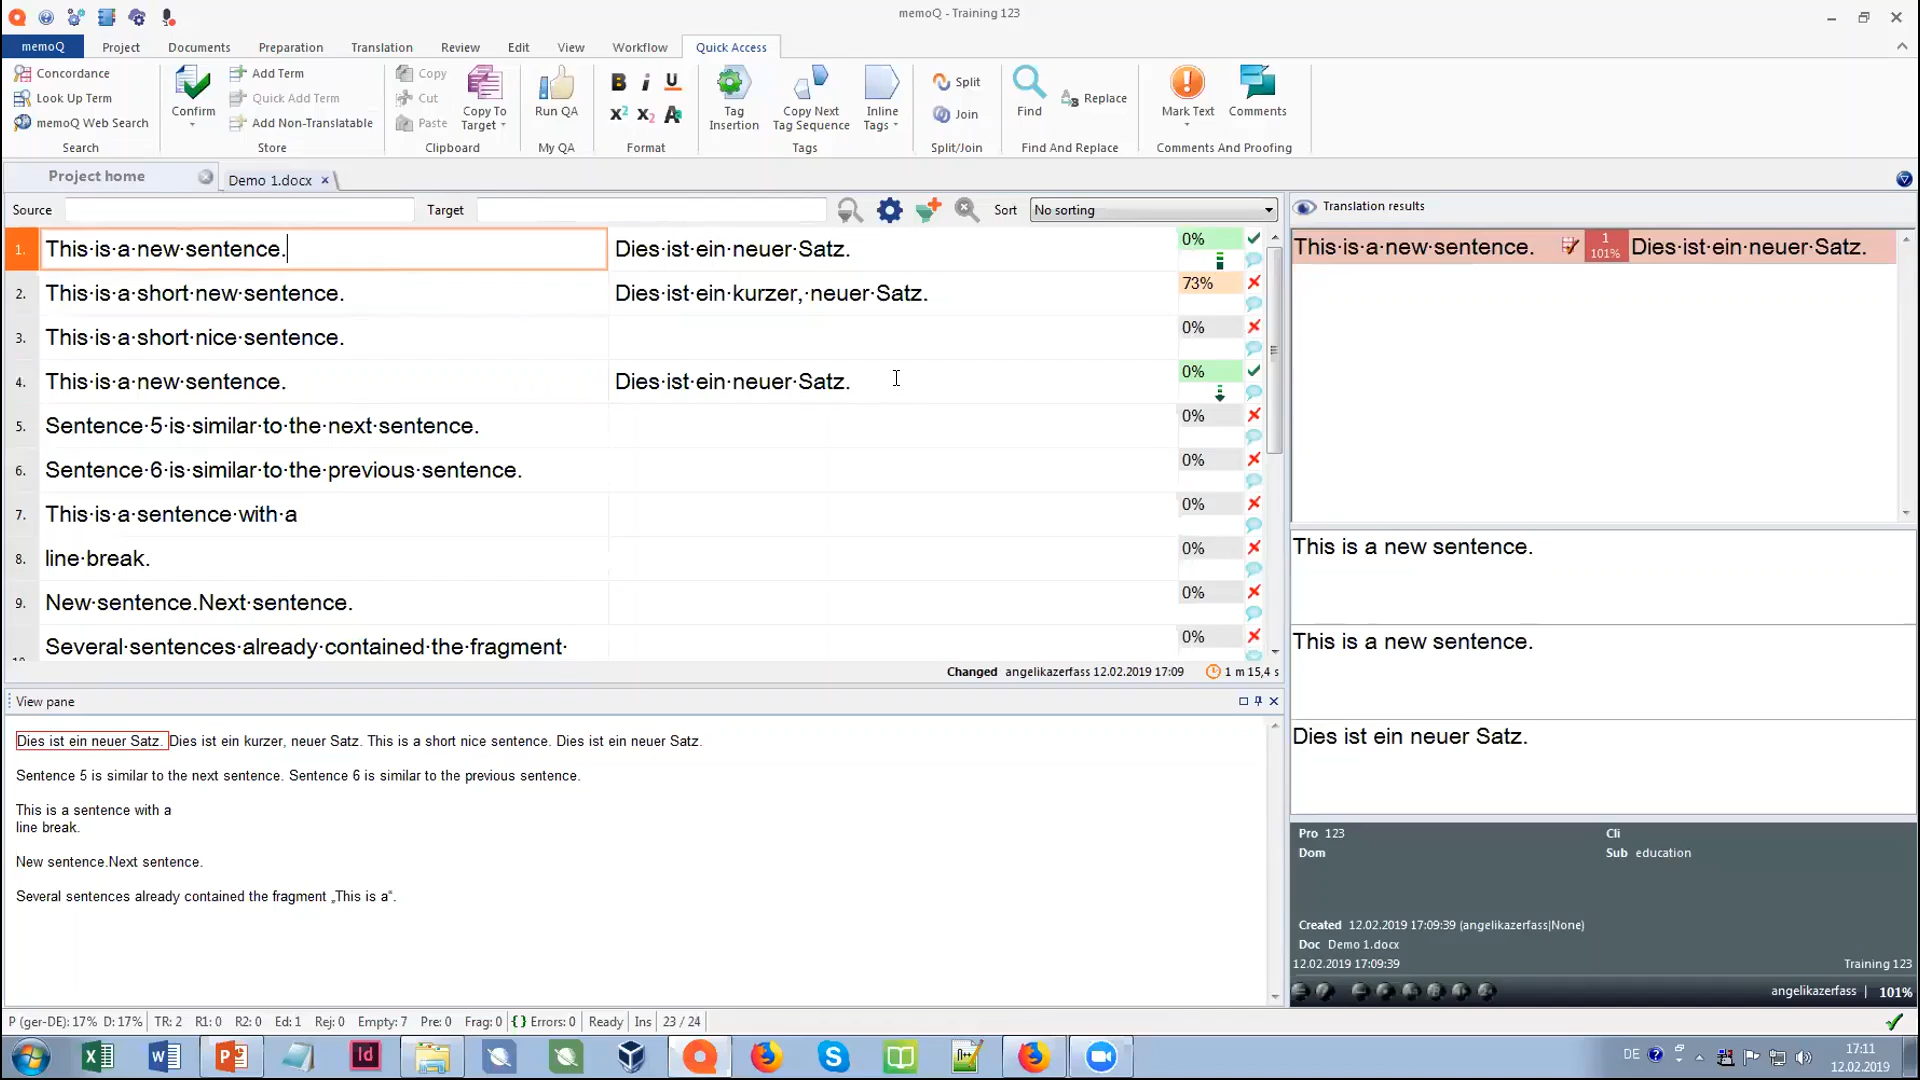 memoQ - Training 123
memoQ Project Documents Preparation Translation Review Edit View Workflow Quick Access
Concordance
Look Up Term
memoQ Web Search
Search
Confirm
Add Term
Quick Add Term
Add Non-Translatable
Store
Copy
Cut
Paste
Copy To
Target
Clipboard
Run QA
My QA
B i U
x² x₂ A
Format
Tag
Insertion
Copy Next
Tag Sequence
Inline
Tags
Tags
Split
Join
Split/Join
Find
Replace
Find And Replace
Mark Text
Comments
Comments And Proofing
Project home
Demo 1.docx
Source
Target
Sort No sorting
1. This·is·a·new·sentence. Dies·ist·ein·neuer·Satz. 0%
2. This·is·a·short·new·sentence. Dies·ist·ein·kurzer,·neuer·Satz. 73%
3. This·is·a·short·nice·sentence. 0%
4. This·is·a·new·sentence. Dies·ist·ein·neuer·Satz. 0%
5. Sentence·5·is·similar·to·the·next·sentence. 0%
6. Sentence·6·is·similar·to·the·previous·sentence. 0%
7. This·is·a·sentence·with·a 0%
8. line·break. 0%
9. New·sentence.Next·sentence. 0%
Several·sentences·already·contained·the·fragment· 0%
Changed angelikazerfass 12.02.2019 17:09 1 m 15,4 s
View pane
Dies ist ein neuer Satz. Dies ist ein kurzer, neuer Satz. This is a short nice sentence. Dies ist ein neuer Satz.
Sentence 5 is similar to the next sentence. Sentence 6 is similar to the previous sentence.
This is a sentence with a
line break.
New sentence.Next sentence.
Several sentences already contained the fragment „This is a“.
Translation results
This·is·a·new·sentence. 1 101% Dies·ist·ein·neuer·Satz.
This is a new sentence.
This is a new sentence.
Dies ist ein neuer Satz.
Pro 123 Cli
Dom Sub education
Created 12.02.2019 17:09:39 (angelikazerfass|None)
Doc Demo 1.docx
12.02.2019 17:09:39 Training 123
angelikazerfass | 101%
P (ger-DE): 17% D: 17% TR: 2 R1: 0 R2: 0 Ed: 1 Rej: 0 Empty: 7 Pre: 0 Frag: 0 {} Errors: 0 Ready Ins 23 / 24
DE
17:11
12.02.2019